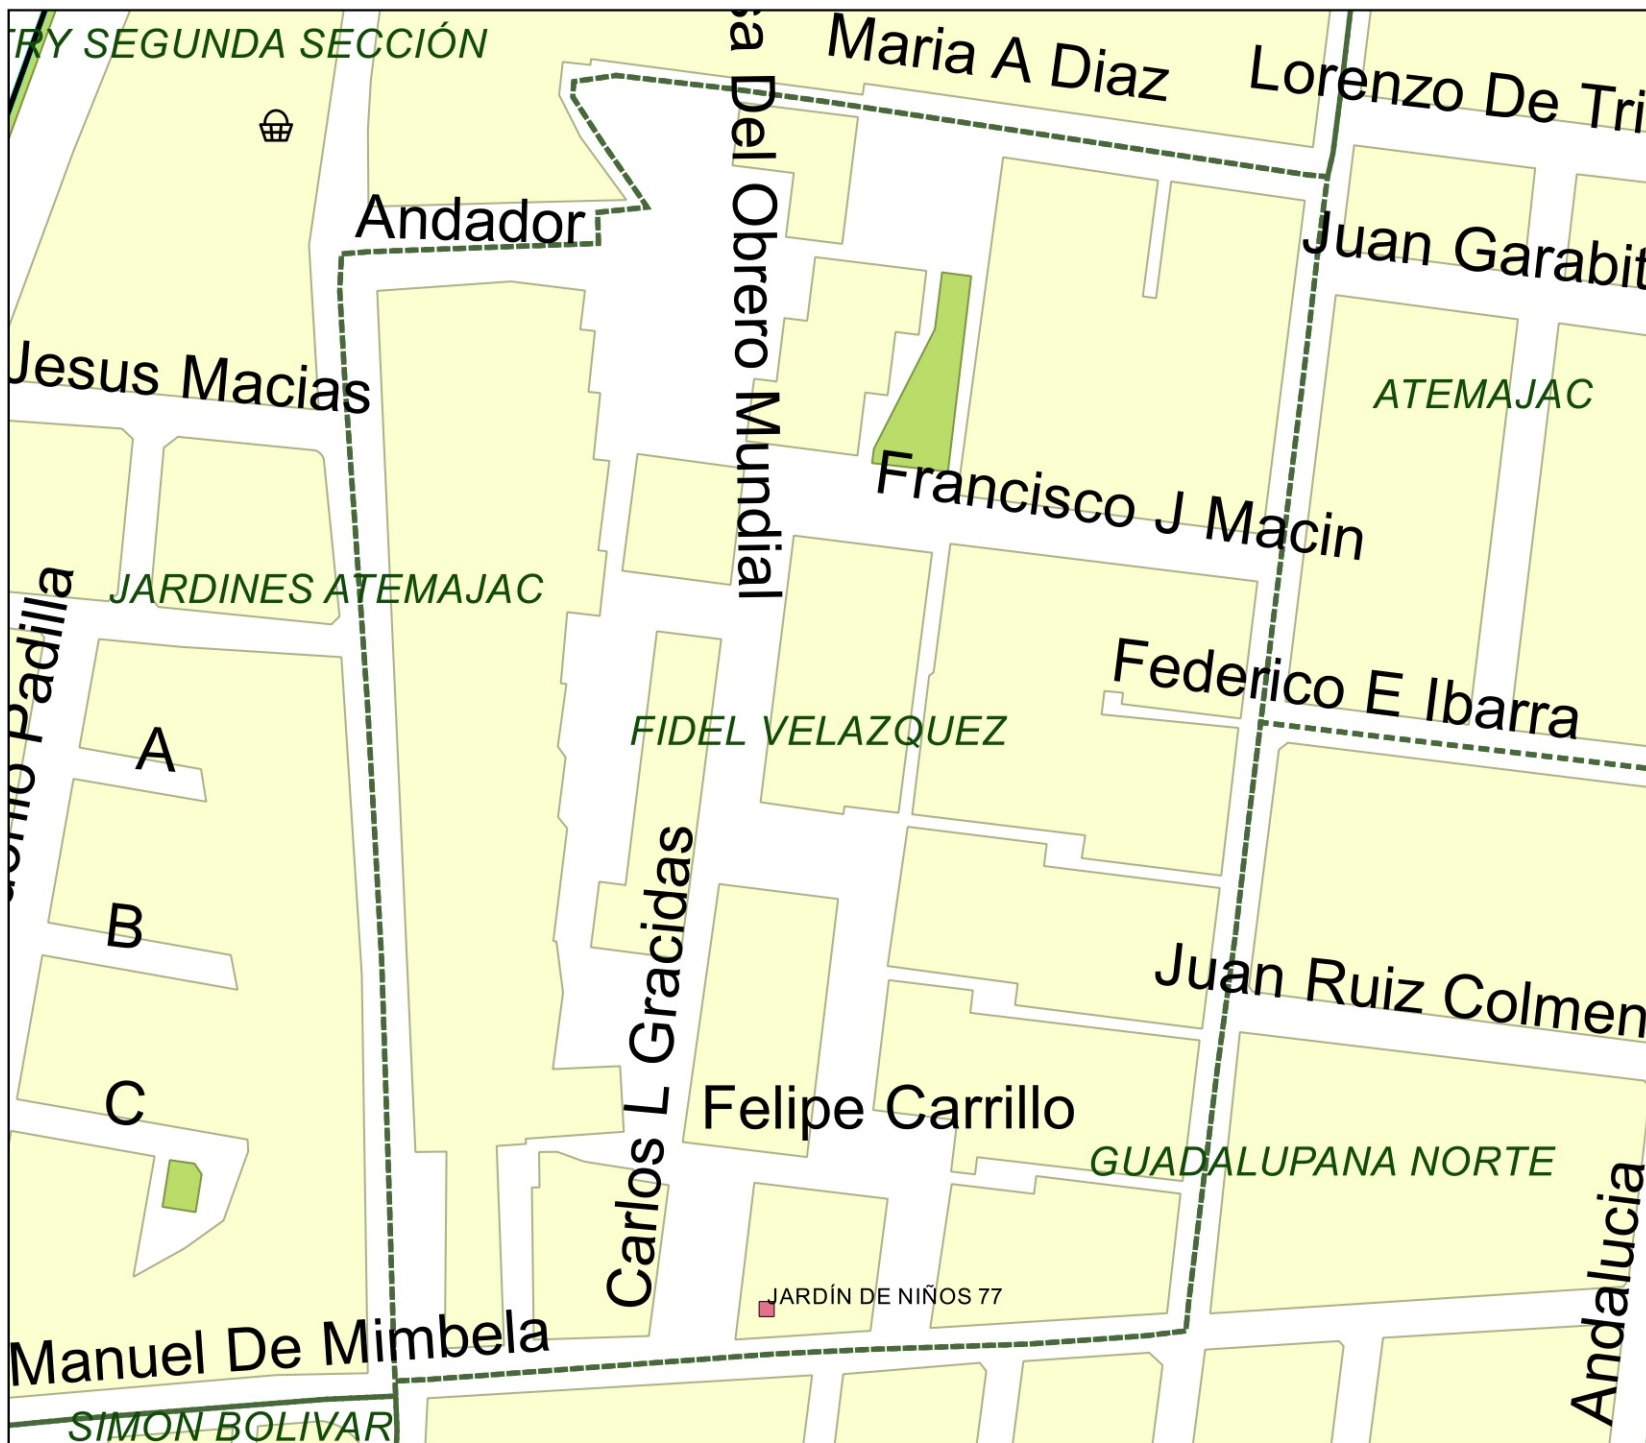 TRY SEGUNDA SECCIÓN
Maria A Diaz
Lorenzo De Tri
sa Del Obrero Mundial
Andador
Juan Garabit
Jesus Macias
ATEMAJAC
Francisco J Macin
JARDINES ATEMAJAC
Padilla
Federico E Ibarra
FIDEL VELAZQUEZ
A
B
Carlos L Gracidas
Juan Ruiz Colmen
C
Felipe Carrillo
GUADALUPANA NORTE
Andalucia
JARDÍN DE NIÑOS 77
Manuel De Mimbela
SIMON BOLIVAR